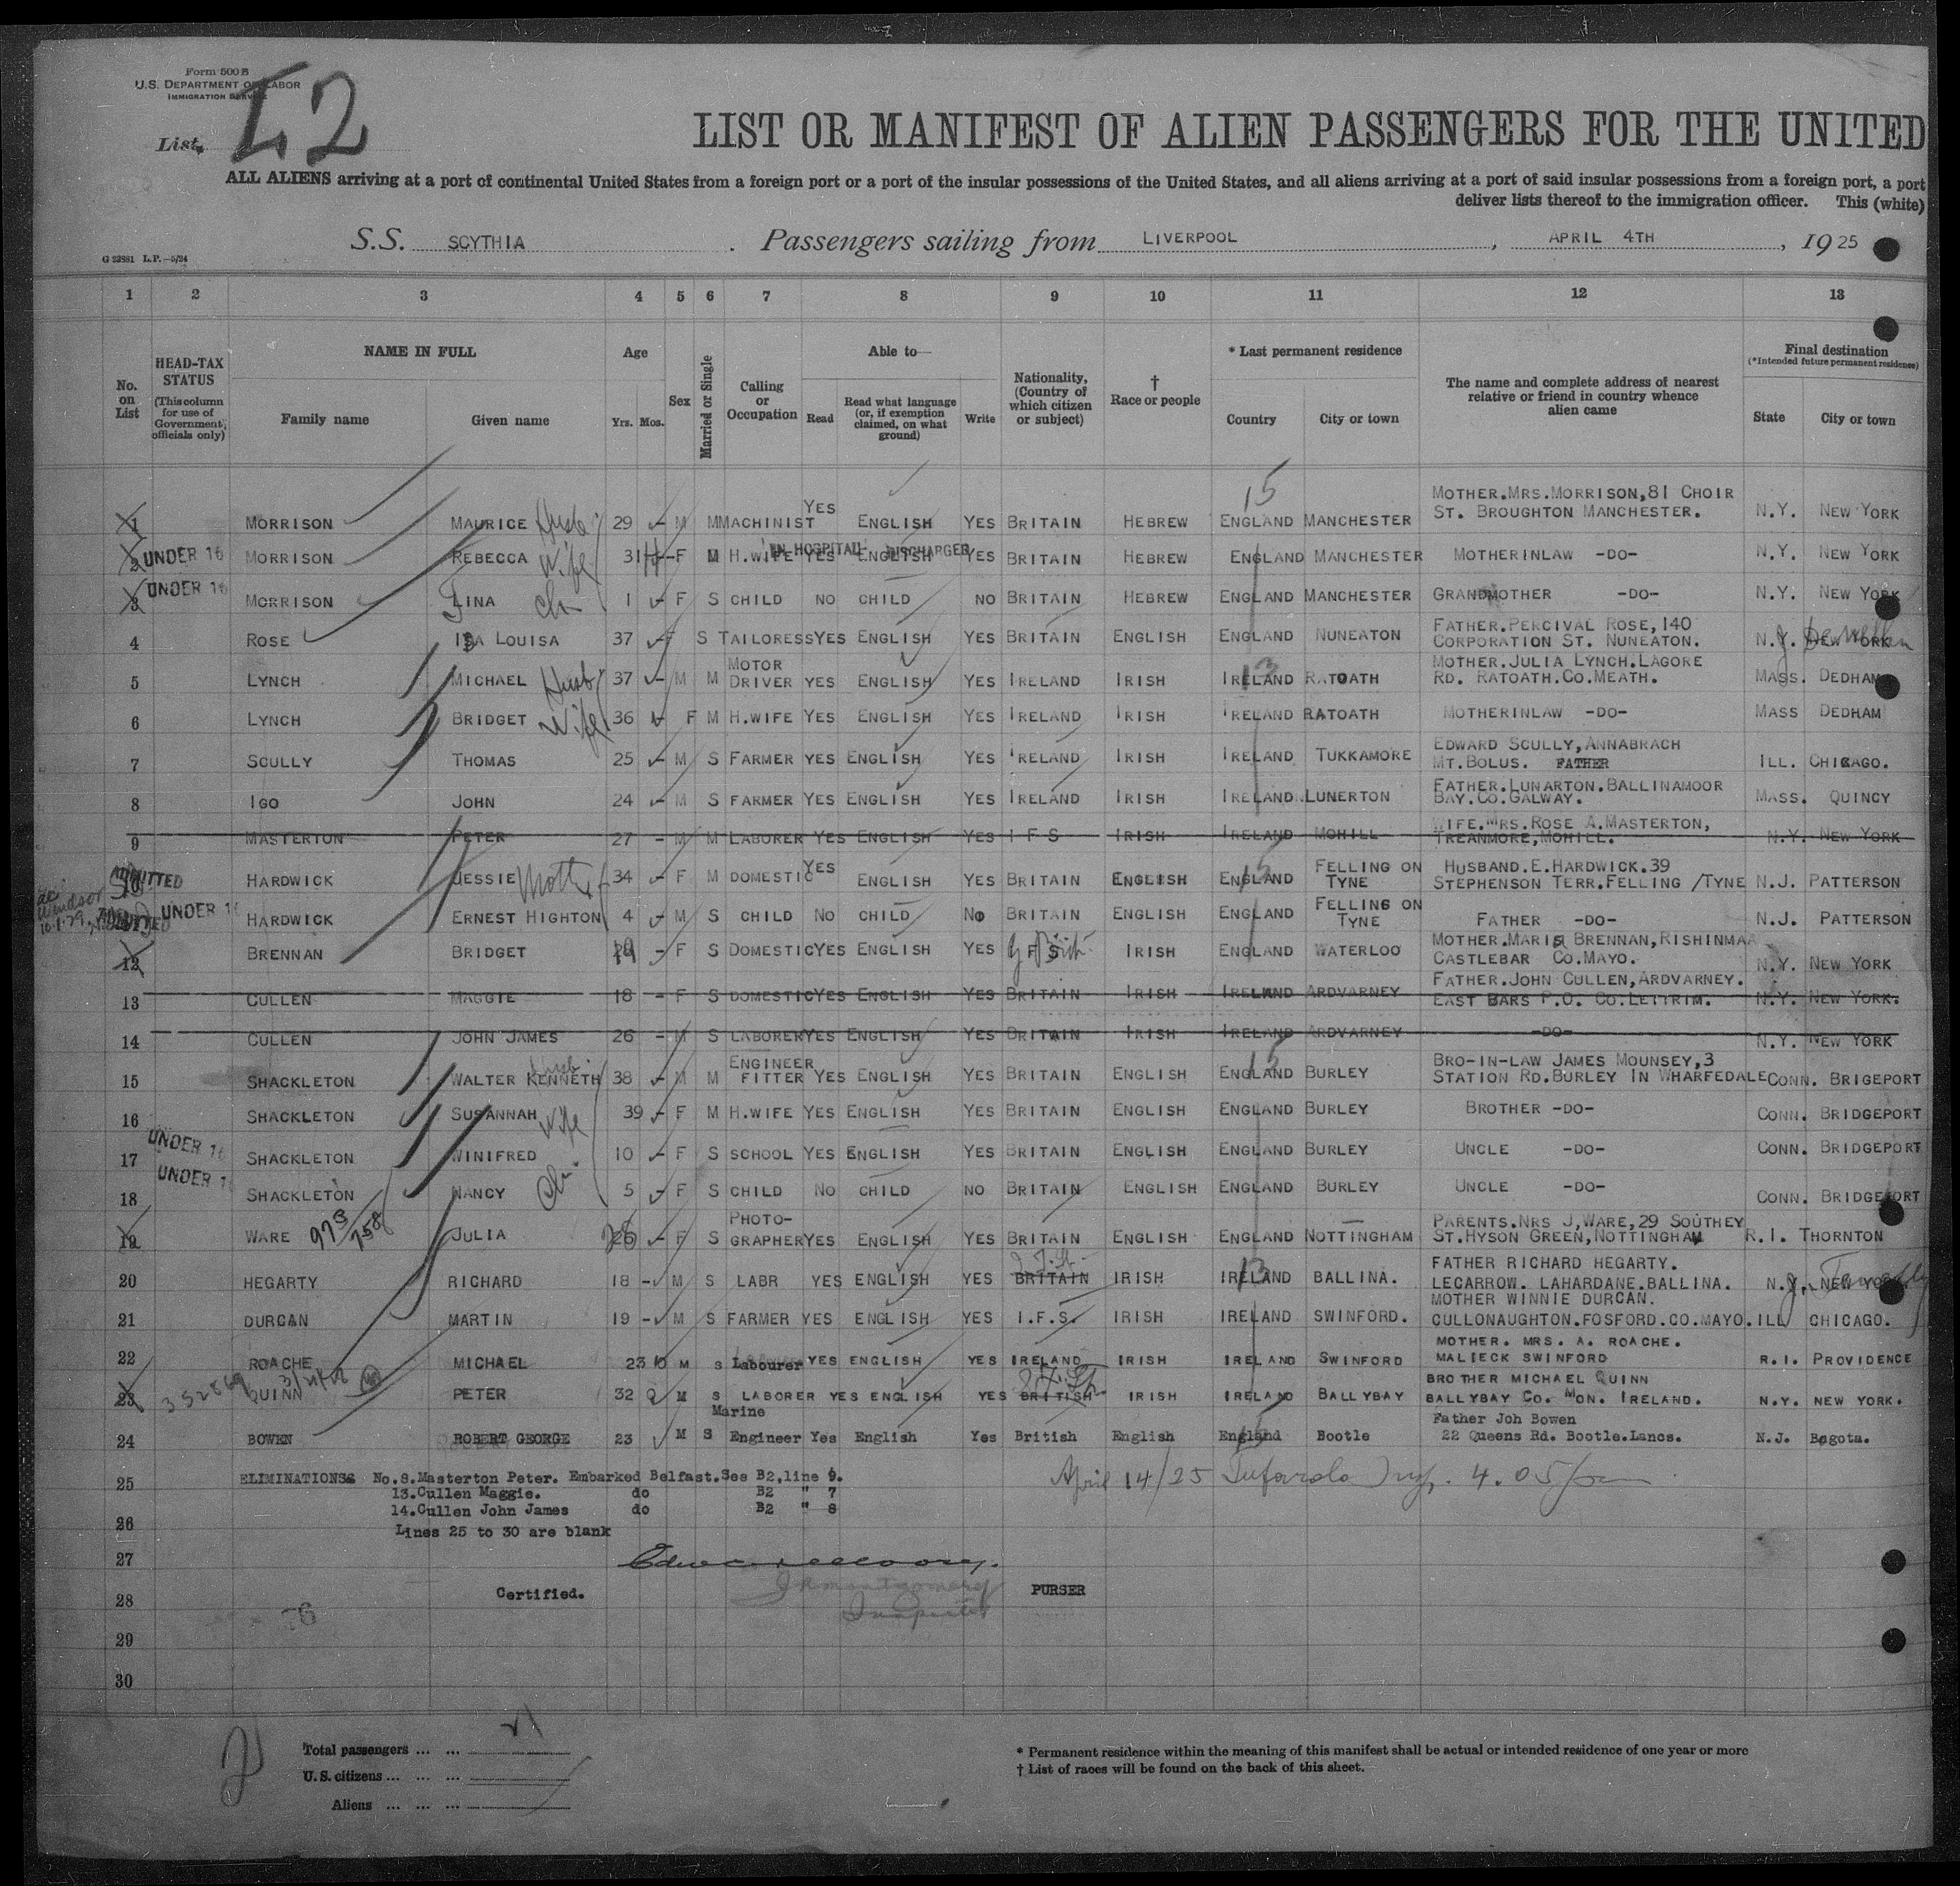 Form 500 B
U.S. DEPARTMENT OF LABOR
IMMIGRATION SERVICE
List
LIST OR MANIFEST OF ALIEN PASSENGERS FOR THE UNITED
ALL ALIENS arriving at a port of continental United States from a foreign port or a port of the insular possessions of the United States, and all aliens arriving at a port of said insular possessions from a foreign port, a port
deliver lists thereof to the immigration officer. This (white)
S.S. SCYTHIA . Passengers sailing from LIVERPOOL , APRIL 4TH , 1925
G 23881 L.P.—5/24
1 2 3 4 5 6 7 8 9 10 11 12 13
No. on List
HEAD-TAX STATUS (This column for use of Government officials only)
NAME IN FULL
Family name Given name
Age
Yrs. Mos.
Sex
Married or Single
Calling or Occupation
Able to—
Read Read what language (or, if exemption claimed, on what ground) Write
Nationality, (Country of which citizen or subject)
† Race or people
* Last permanent residence
Country City or town
The name and complete address of nearest relative or friend in country whence alien came
Final destination
(*Intended future permanent residence)
State City or town
1 MORRISON MAURICE Husb 29 M M MACHINIST YES ENGLISH YES BRITAIN HEBREW ENGLAND MANCHESTER MOTHER.MRS.MORRISON,81 CHOIR ST. BROUGHTON MANCHESTER. N.Y. NEW YORK
2 UNDER 16 MORRISON REBECCA Wife 31 F M H.WIFE YES ENGLISH YES BRITAIN HEBREW ENGLAND MANCHESTER MOTHERINLAW -DO- N.Y. NEW YORK
IN HOSPITAL DISCHARGED
3 UNDER 16 MORRISON LINA Ch 1 F S CHILD NO CHILD NO BRITAIN HEBREW ENGLAND MANCHESTER GRANDMOTHER -DO- N.Y. NEW YORK
4 ROSE LOUISA 37 F S TAILORESS YES ENGLISH YES BRITAIN ENGLISH ENGLAND NUNEATON FATHER.PERCIVAL ROSE,140 CORPORATION ST. NUNEATON. N.Y. NEW YORK
5 LYNCH MICHAEL Husb 37 M M MOTOR DRIVER YES ENGLISH YES IRELAND IRISH IRELAND RATOATH MOTHER.JULIA LYNCH.LAGORE RD. RATOATH.CO.MEATH. MASS. DEDHAM
6 LYNCH BRIDGET Wife 36 F M H.WIFE YES ENGLISH YES IRELAND IRISH IRELAND RATOATH MOTHERINLAW -DO- MASS DEDHAM
7 SCULLY THOMAS 25 M S FARMER YES ENGLISH YES IRELAND IRISH IRELAND TUKKAMORE EDWARD SCULLY,ANNABRACH MT.BOLUS. FATHER ILL. CHICAGO.
8 IGO JOHN 24 M S FARMER YES ENGLISH YES IRELAND IRISH IRELAND LUNERTON FATHER.LUNARTON.BALLINAMOOR BAY.CO.GALWAY. MASS. QUINCY
9 MASTERTON PETER 27 - M M LABORER YES ENGLISH YES I F S IRISH IRELAND MOHILL WIFE.MRS.ROSE A.MASTERTON, TREANMORE,MOHILL. N.Y. NEW YORK
10 ADMITTED HARDWICK JESSIE Moth 34 F M DOMESTIC YES ENGLISH YES BRITAIN ENGLISH ENGLAND FELLING ON TYNE HUSBAND.E.HARDWICK.39 STEPHENSON TERR.FELLING /TYNE N.J. PATTERSON
UNDER 16 HARDWICK ERNEST HIGHTON 4 M S CHILD NO CHILD NO BRITAIN ENGLISH ENGLAND FELLING ON TYNE FATHER -DO- N.J. PATTERSON
12 BRENNAN BRIDGET 19 F S DOMESTIC YES ENGLISH YES IRISH ENGLAND WATERLOO MOTHER.MARIA BRENNAN,RISHINMAA CASTLEBAR CO.MAYO. N.Y. NEW YORK
13 CULLEN MAGGIE 18 - F S DOMESTIC YES ENGLISH YES BRITAIN IRISH IRELAND ARDVARNEY FATHER.JOHN CULLEN,ARDVARNEY. EAST BARS P.O. CO.LEITRIM. N.Y. NEW YORK.
14 CULLEN JOHN JAMES 26 - M S LABORER YES ENGLISH YES BRITAIN IRISH IRELAND ARDVARNEY -DO- N.Y. NEW YORK
15 SHACKLETON WALTER KENNETH Husb 38 M M ENGINEER FITTER YES ENGLISH YES BRITAIN ENGLISH ENGLAND BURLEY BRO-IN-LAW JAMES MOUNSEY,3 STATION RD.BURLEY IN WHARFEDALE CONN. BRIGEPORT
16 SHACKLETON SUSANNAH Wife 39 F M H.WIFE YES ENGLISH YES BRITAIN ENGLISH ENGLAND BURLEY BROTHER -DO- CONN. BRIDGEPORT
17 UNDER 16 SHACKLETON WINIFRED 10 F S SCHOOL YES ENGLISH YES BRITAIN ENGLISH ENGLAND BURLEY UNCLE -DO- CONN. BRIDGEPORT
18 UNDER 16 SHACKLETON NANCY Ch. 5 F S CHILD NO CHILD NO BRITAIN ENGLISH ENGLAND BURLEY UNCLE -DO- CONN. BRIDGEPORT
19 WARE JULIA F S PHOTO-GRAPHER YES ENGLISH YES BRITAIN ENGLISH ENGLAND NOTTINGHAM PARENTS.NRS J,WARE,29 SOUTHEY ST.HYSON GREEN,NOTTINGHAM R.I. THORNTON
20 HEGARTY RICHARD 18 - M S LABR YES ENGLISH YES BRITAIN IRISH IRELAND BALLINA. FATHER RICHARD HEGARTY. LECARROW. LAHARDANE.BALLINA. N.Y. NEW YORK
21 DURCAN MARTIN 19 - M S FARMER YES ENGLISH YES I.F.S. IRISH IRELAND SWINFORD. MOTHER WINNIE DURCAN. CULLONAUGHTON.FOSFORD.CO.MAYO. ILL CHICAGO.
22 ROACHE MICHAEL 23 10 M S Labourer YES ENGLISH YES IRELAND IRISH IRELAND SWINFORD MOTHER. MRS. A. ROACHE. MALIECK SWINFORD R.I. PROVIDENCE
23 QUINN PETER 32 M S LABORER YES ENGLISH YES BRITISH IRISH IRELAND BALLYBAY BROTHER MICHAEL QUINN BALLYBAY CO. MON. IRELAND. N.Y. NEW YORK.
24 BOWEN ROBERT GEORGE 23 M S Marine Engineer Yes English Yes British English England Bootle Father Joh Bowen 22 Queens Rd. Bootle.Lancs. N.J. Bogota.
25 ELIMINATIONS No.8.Masterton Peter. Embarked Belfast.See B2,line 9.
13.Cullen Maggie. do B2 " 7
14.Cullen John James do B2 " 8
26 Lines 25 to 30 are blank
April 14/25 4.05 pm
27
28 Certified. PURSER
29
30
Total passengers ... ... 21
U.S. citizens ... ... ...
Aliens ... ... ...
* Permanent residence within the meaning of this manifest shall be actual or intended residence of one year or more
† List of races will be found on the back of this sheet.